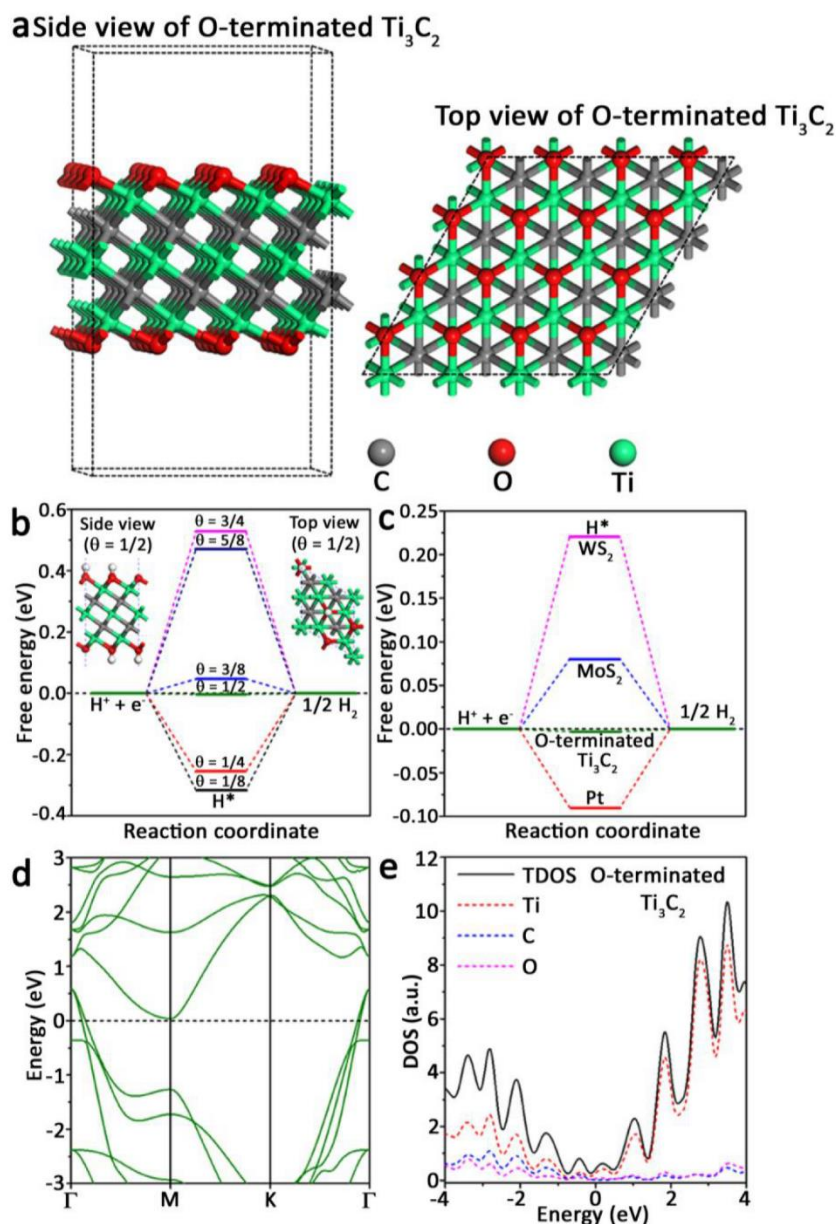 a Side view of O-terminated Ti₃C₂
Top view of O-terminated Ti₃C₂
C
O
Ti
b
0.6
0.4
0.2
0.0
-0.2
-0.4
Free energy (eV)
Side view
(θ = 1/2)
θ = 3/4
θ = 5/8
Top view
(θ = 1/2)
θ = 3/8
θ = 1/2
H⁺ + e⁻
1/2 H₂
θ = 1/4
θ = 1/8
H*
Reaction coordinate
c
0.25
0.20
0.15
0.10
0.05
0.00
-0.05
-0.10
Free energy (eV)
H*
WS₂
MoS₂
H⁺ + e⁻
1/2 H₂
O-terminated
Ti₃C₂
Pt
Reaction coordinate
d
3
2
1
0
-1
-2
-3
Energy (eV)
Γ
M
K
Γ
e
12
10
8
6
4
2
0
DOS (a.u.)
TDOS O-terminated
Ti₃C₂
Ti
C
O
-4
-2
0
2
4
Energy (eV)